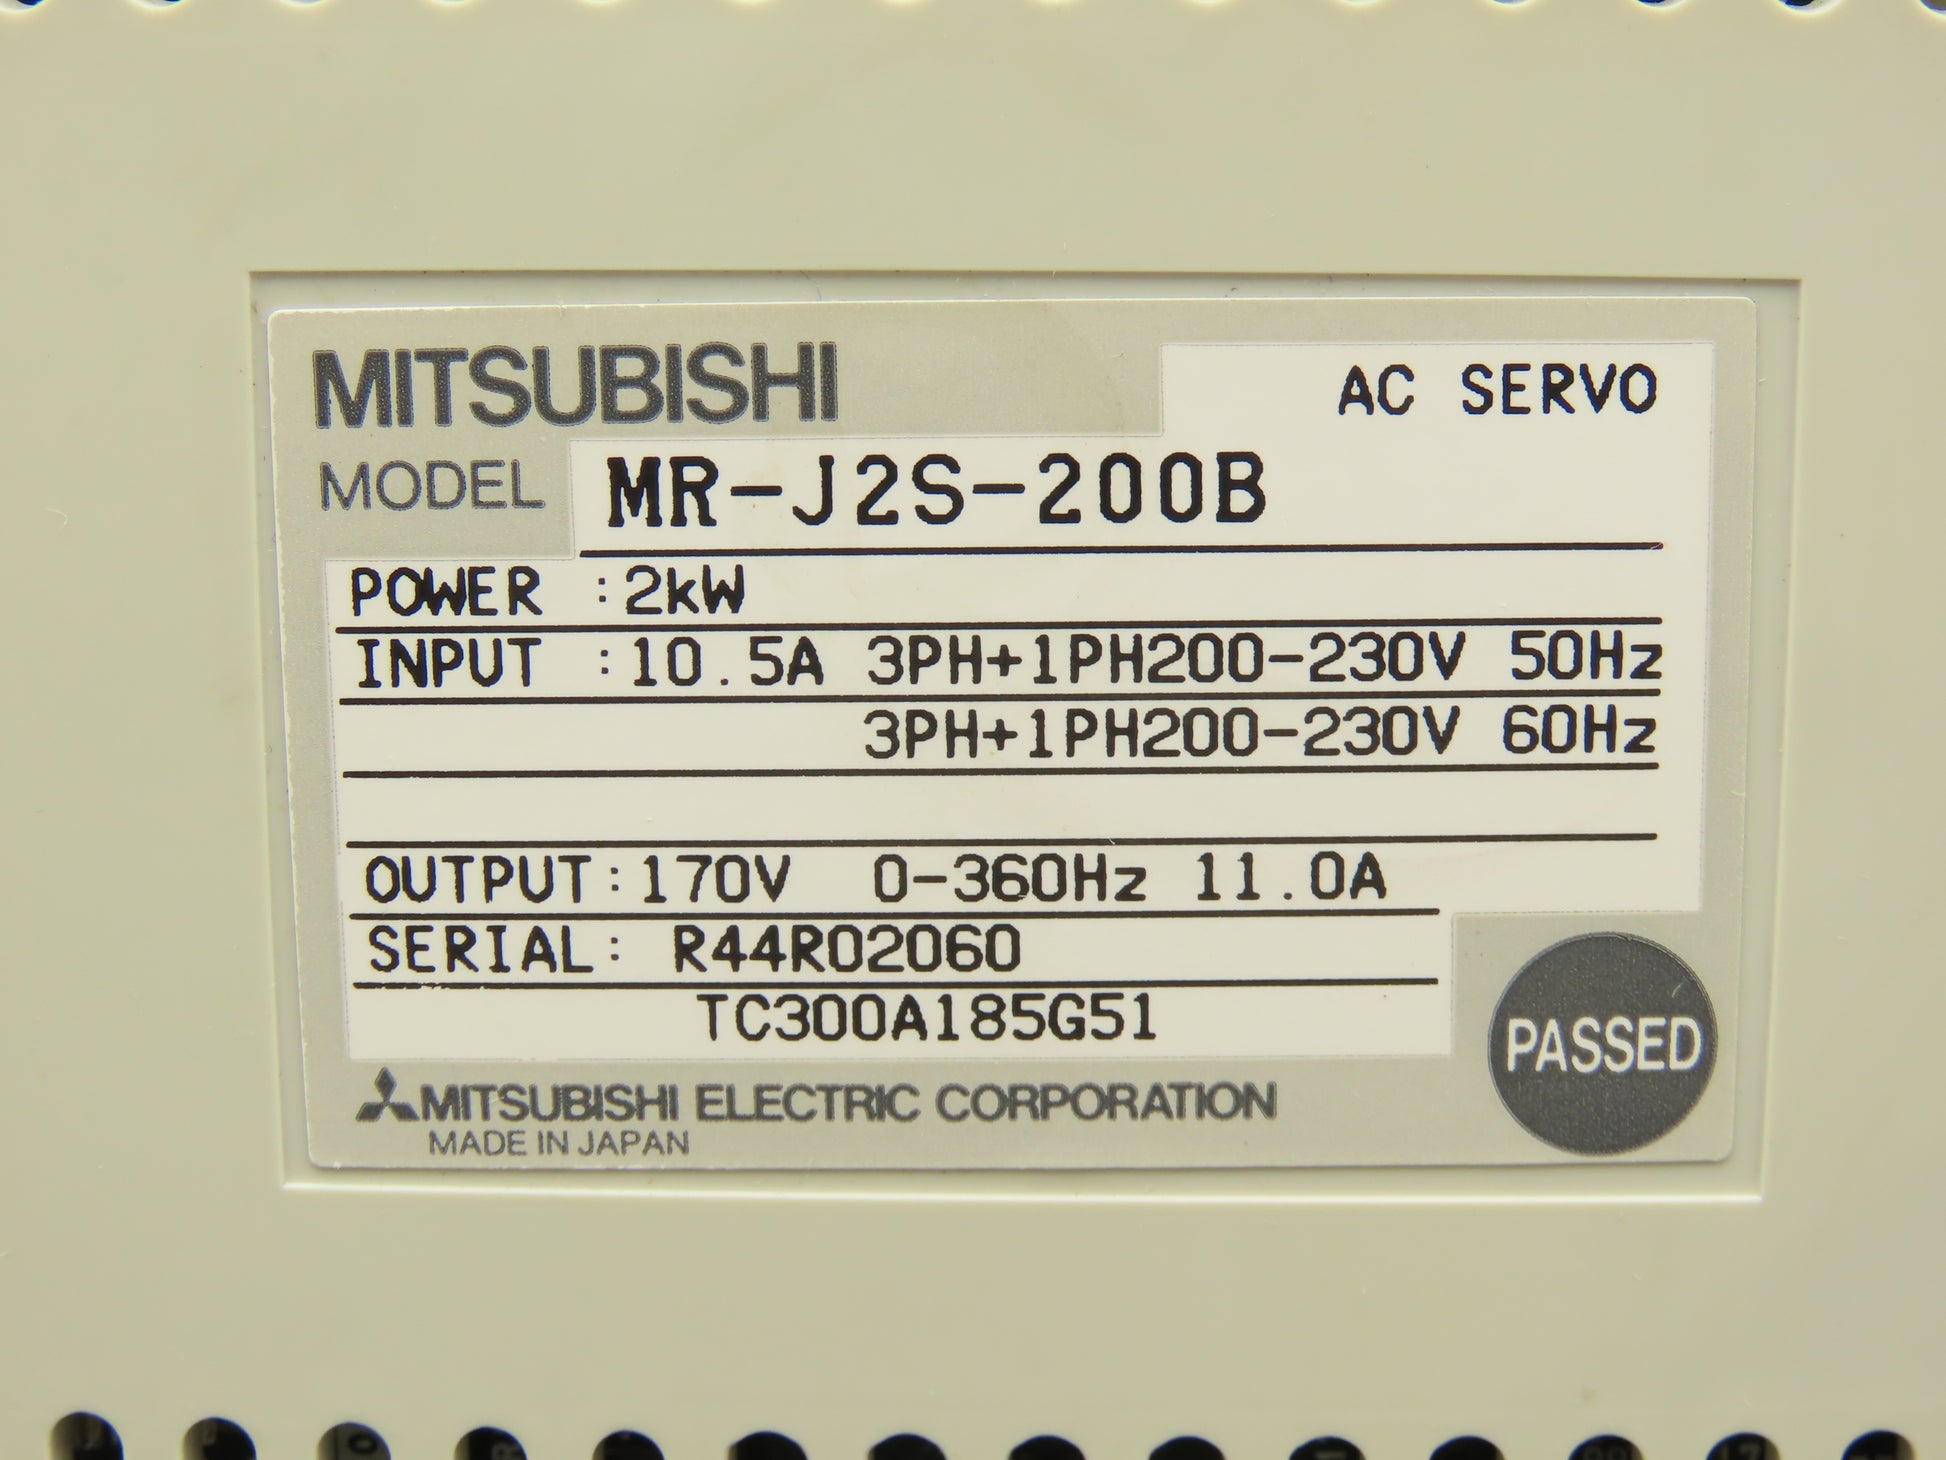 MITSUBISHI
AC SERVO
MODEL MR-J2S-200B
POWER :2kW
INPUT :10.5A 3PH+1PH200-230V 50Hz
3PH+1PH200-230V 60Hz
OUTPUT:170V 0-360Hz 11.0A
SERIAL: R44R02060
TC300A185G51
PASSED
MITSUBISHI ELECTRIC CORPORATION
MADE IN JAPAN